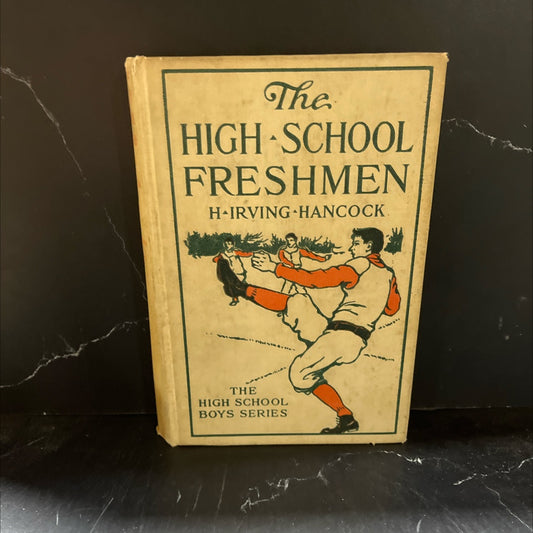 The
HIGH · SCHOOL
FRESHMEN
H · IRVING · HANCOCK
THE
HIGH SCHOOL
BOYS SERIES